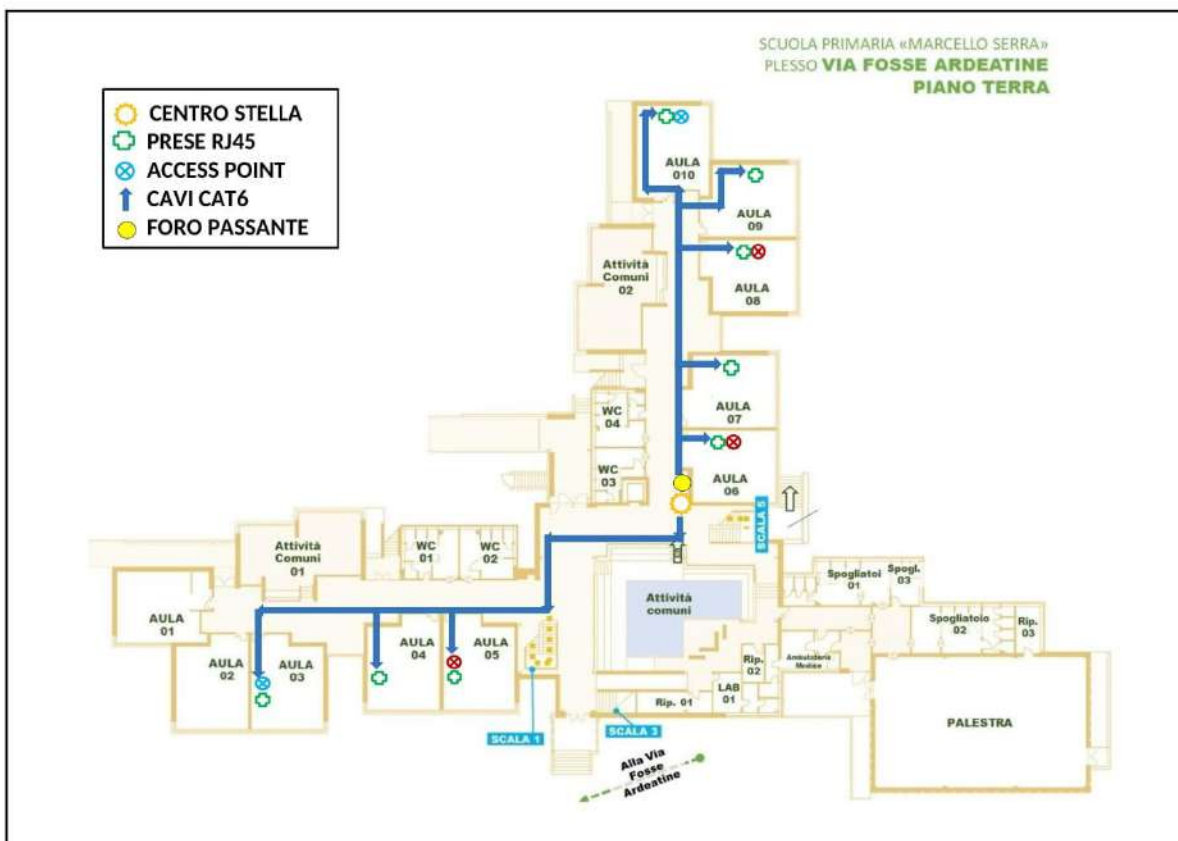 SCUOLA PRIMARIA «MARCELLO SERRA»
PLESSO VIA FOSSE ARDEATINE
PIANO TERRA
CENTRO STELLA
PRESE RJ45
ACCESS POINT
CAVI CAT6
FORO PASSANTE
AULA
010
AULA
09
AULA
08
Attività
Comuni
02
AULA
07
WC
04
WC
03
AULA
06
SCALA 5
Attività
Comuni
01
WC
01
WC
02
AULA
01
AULA
02
AULA
03
AULA
04
AULA
05
Attività
comuni
Spogliatoi
01
Spogl.
03
Spogliatoio
02
Rip.
03
Ambulatorio
Medico
Rip.
02
LAB
01
Rip. 01
PALESTRA
SCALA 1
SCALA 3
Alla Via
Fosse
Ardeatine